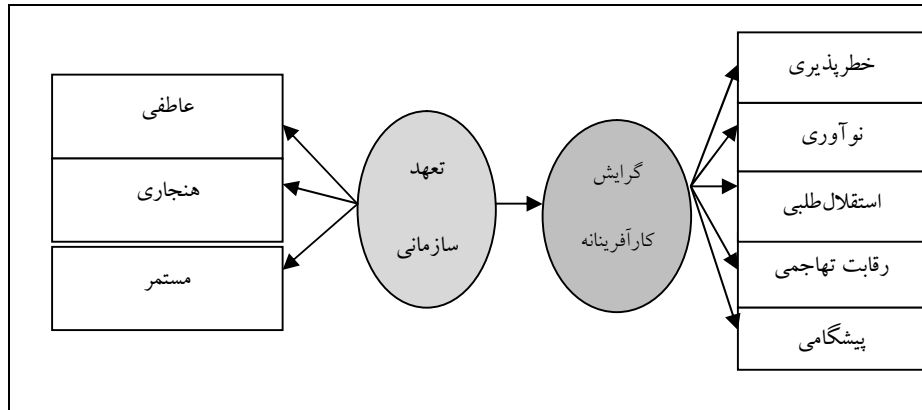 خطرپذیری
نوآوری
استقلال‌طلبی
رقابت تهاجمی
پیشگامی
گرایش
کارآفرینانه
تعهد
سازمانی
عاطفی
هنجاری
مستمر